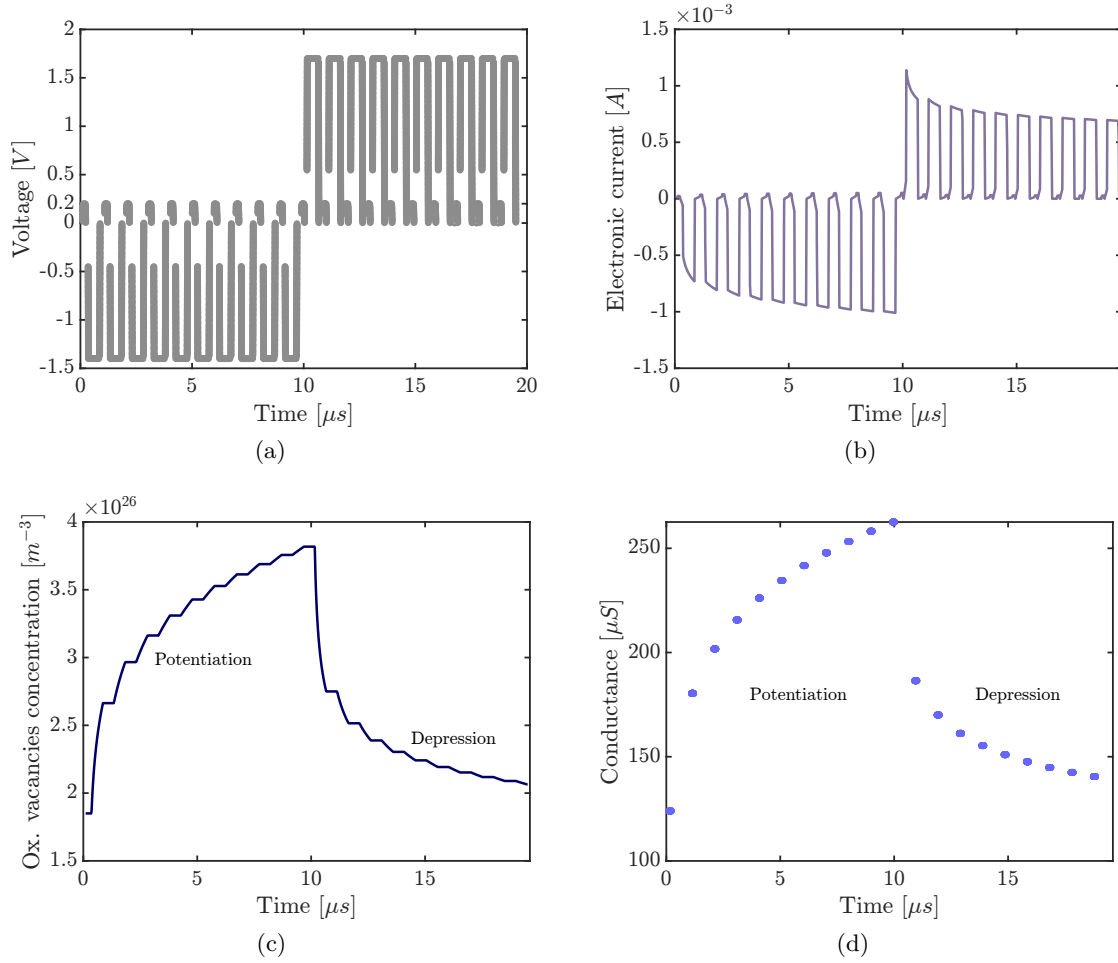 2
1.5
1
0.5
0.2
0
-0.5
-1
-1.5
Voltage [V]
0 5 10 15 20
Time [μs]
(a)
×10⁻³
1.5
1
0.5
0
-0.5
-1
-1.5
Electronic current [A]
0 5 10 15
Time [μs]
(b)
×10²⁶
4
3.5
3
2.5
2
1.5
Ox. vacancies concentration [m⁻³]
Potentiation
Depression
0 5 10 15
Time [μs]
(c)
250
200
150
100
Conductance [μS]
Potentiation
Depression
0 5 10 15
Time [μs]
(d)